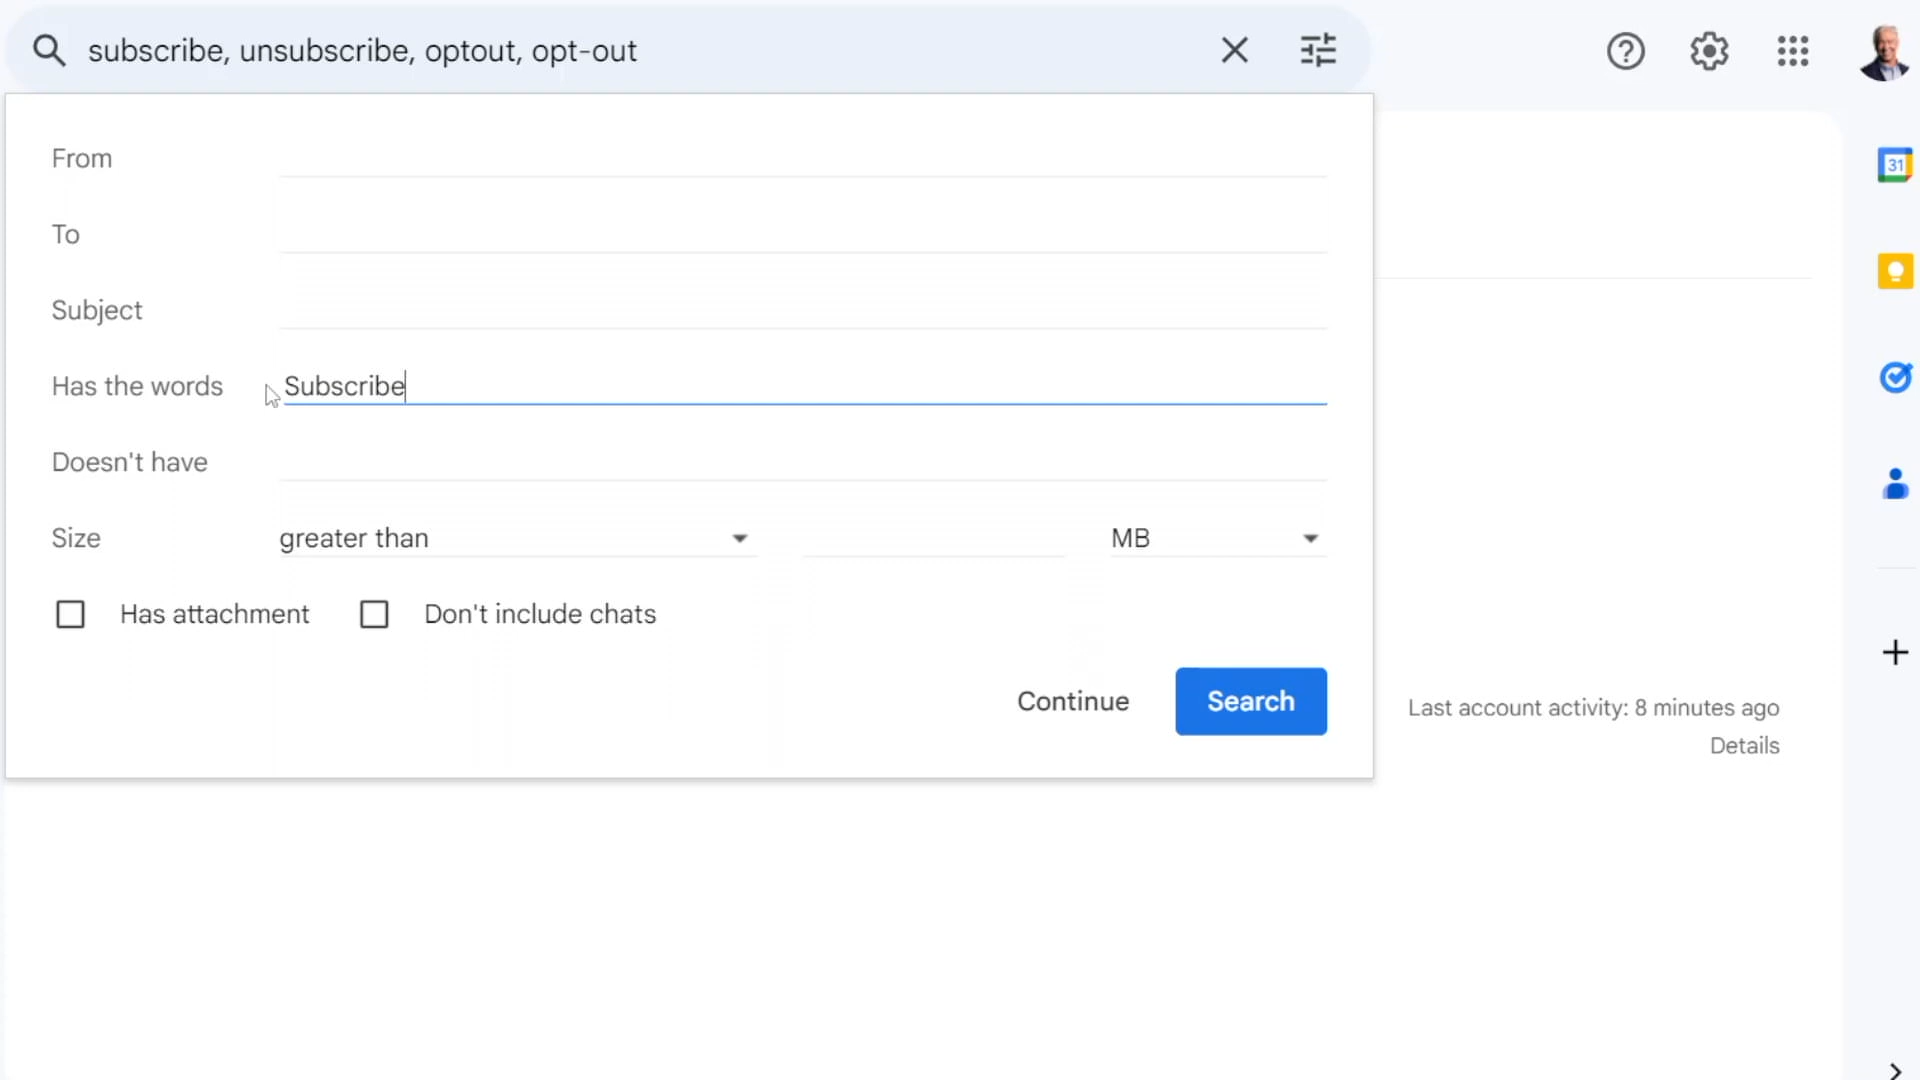 subscribe, unsubscribe, optout, opt-out
From
To
Subject
Has the words Subscribe
Doesn't have
Size greater than MB
Has attachment Don't include chats
Continue Search
Last account activity: 8 minutes ago
Details
31